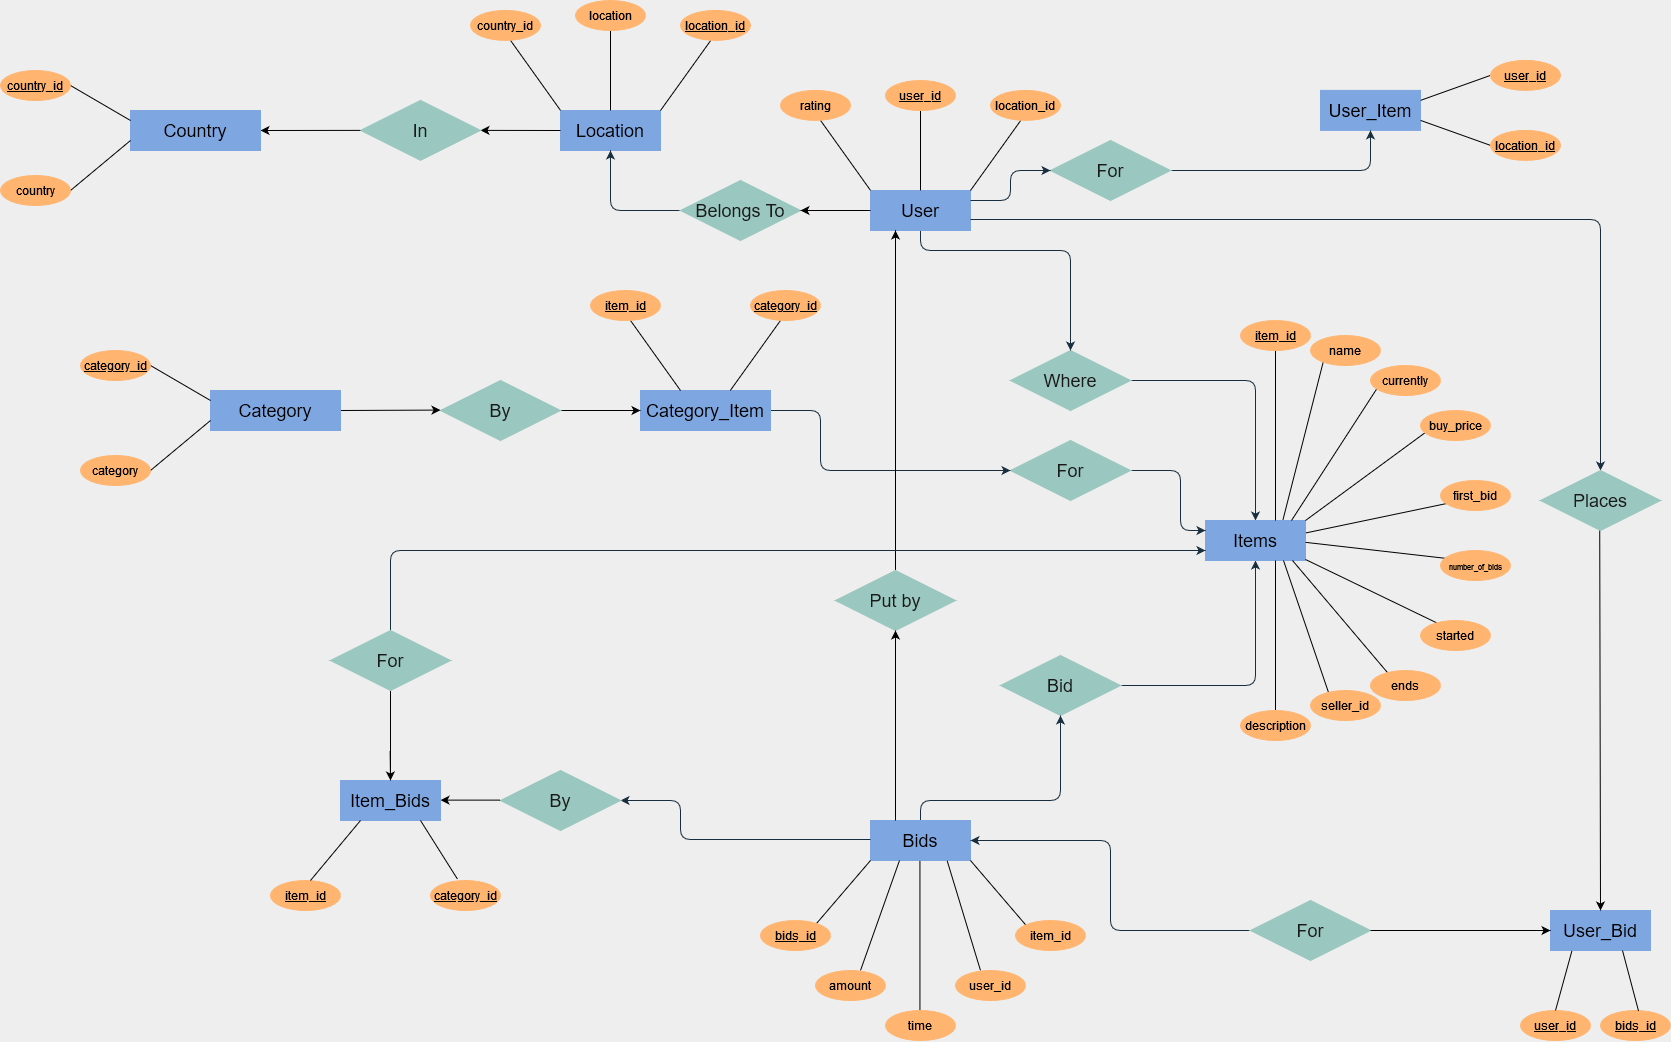 location
country_id
location_id
country_id
user_id
user_id
rating
location_id
Country
In
Location
User_Item
location_id
For
country
Belongs To
User
item_id
category_id
item_id
name
category_id
Where
currently
Category
By
Category_Item
buy_price
category
For
first_bid
Places
Items
number_of_bids
Put by
started
For
Bid
ends
seller_id
description
Item_Bids
By
Bids
item_id
category_id
bids_id
item_id
For
User_Bid
amount
user_id
time
user_id
bids_id